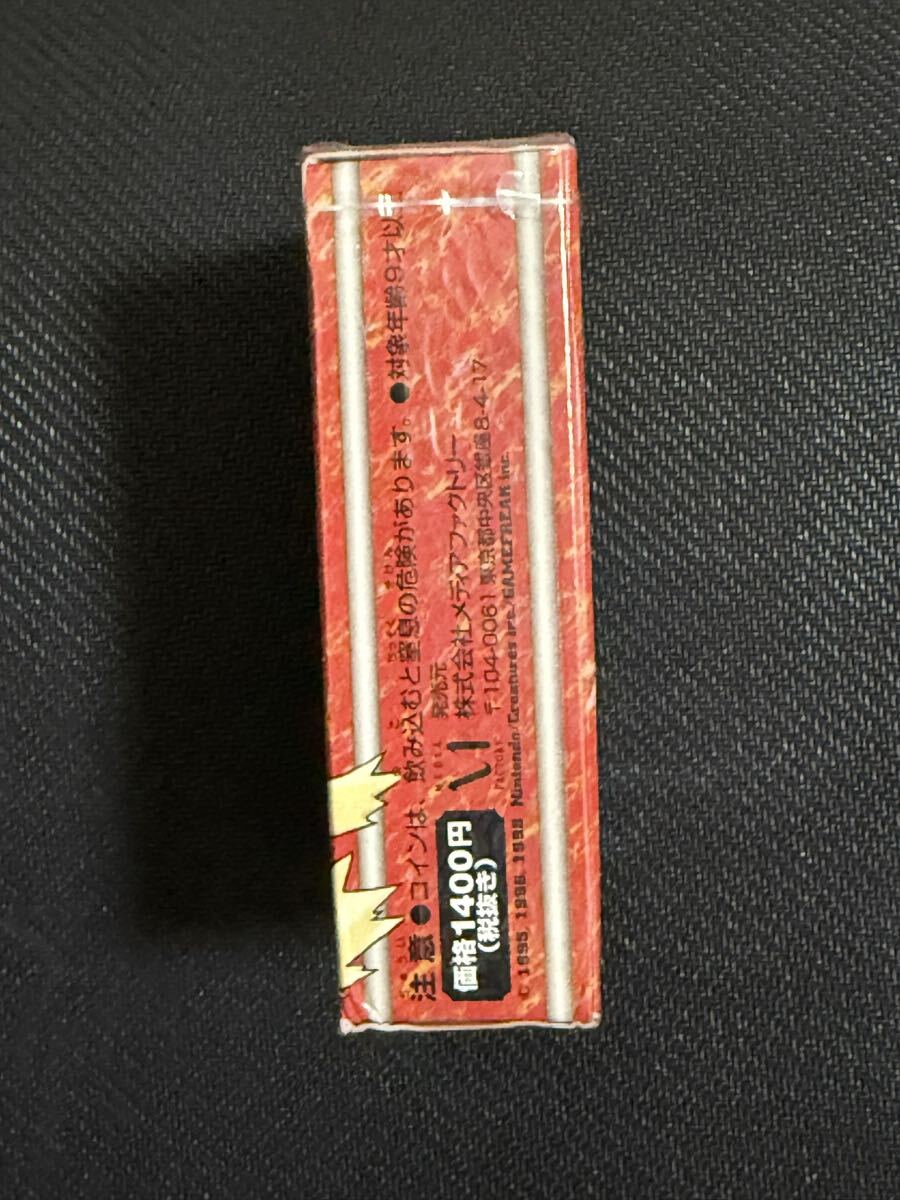 注意●コインは、飲み込むと窒息の危険があります。●対象年齢9才以上
価格1400円
(税抜き)
MEDIA
FACTORY
発売元
株式会社メディアファクトリー
〒104-0061 東京都中央区銀座8-4-17
© 1995 1996 1998 Nintendo/Creatures inc./GAMEFREAK inc.